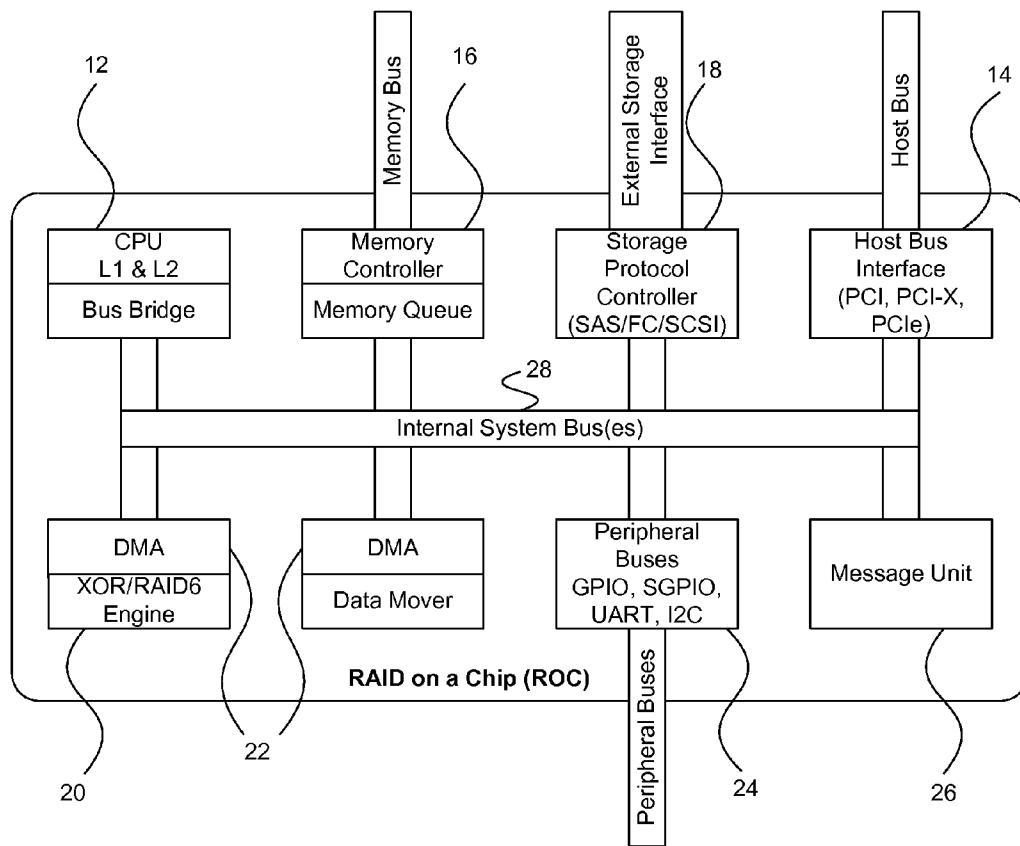 12
16
18
14
Memory Bus
External Storage
Interface
Host Bus
CPU
L1 & L2
Bus Bridge
Memory
Controller
Memory Queue
Storage
Protocol
Controller
(SAS/FC/SCSI)
Host Bus
Interface
(PCI, PCI-X,
PCIe)
28
Internal System Bus(es)
DMA
XOR/RAID6
Engine
DMA
Data Mover
Peripheral
Buses
GPIO, SGPIO,
UART, I2C
Message Unit
RAID on a Chip (ROC)
Peripheral Buses
20
22
24
26